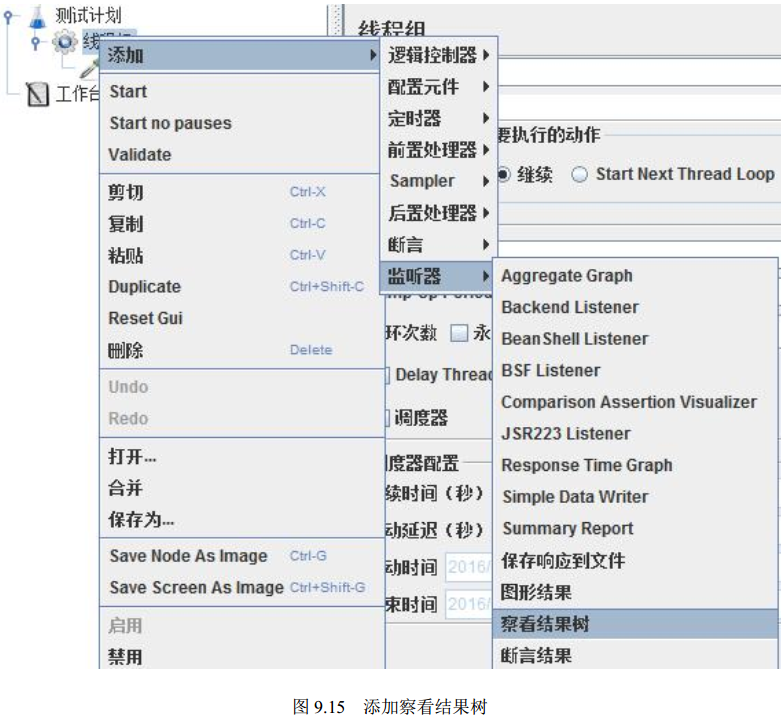 测试计划
线程组
线程组
工作台
添加
Start
Start no pauses
Validate
剪切 Ctrl-X
复制 Ctrl-C
粘贴 Ctrl-V
Duplicate Ctrl+Shift-C
Reset Gui
删除 Delete
Undo
Redo
打开...
合并
保存为...
Save Node As Image Ctrl-G
Save Screen As Image Ctrl+Shift-G
启用
禁用
逻辑控制器
配置元件
定时器
前置处理器
Sampler
后置处理器
断言
监听器
要执行的动作
继续 Start Next Thread Loop
环次数 永
Delay Thread
调度器
度器配置
续时间（秒）
动延迟（秒）
动时间 2016/
束时间 2016/
Aggregate Graph
Backend Listener
BeanShell Listener
BSF Listener
Comparison Assertion Visualizer
JSR223 Listener
Response Time Graph
Simple Data Writer
Summary Report
保存响应到文件
图形结果
察看结果树
断言结果
图 9.15 添加察看结果树